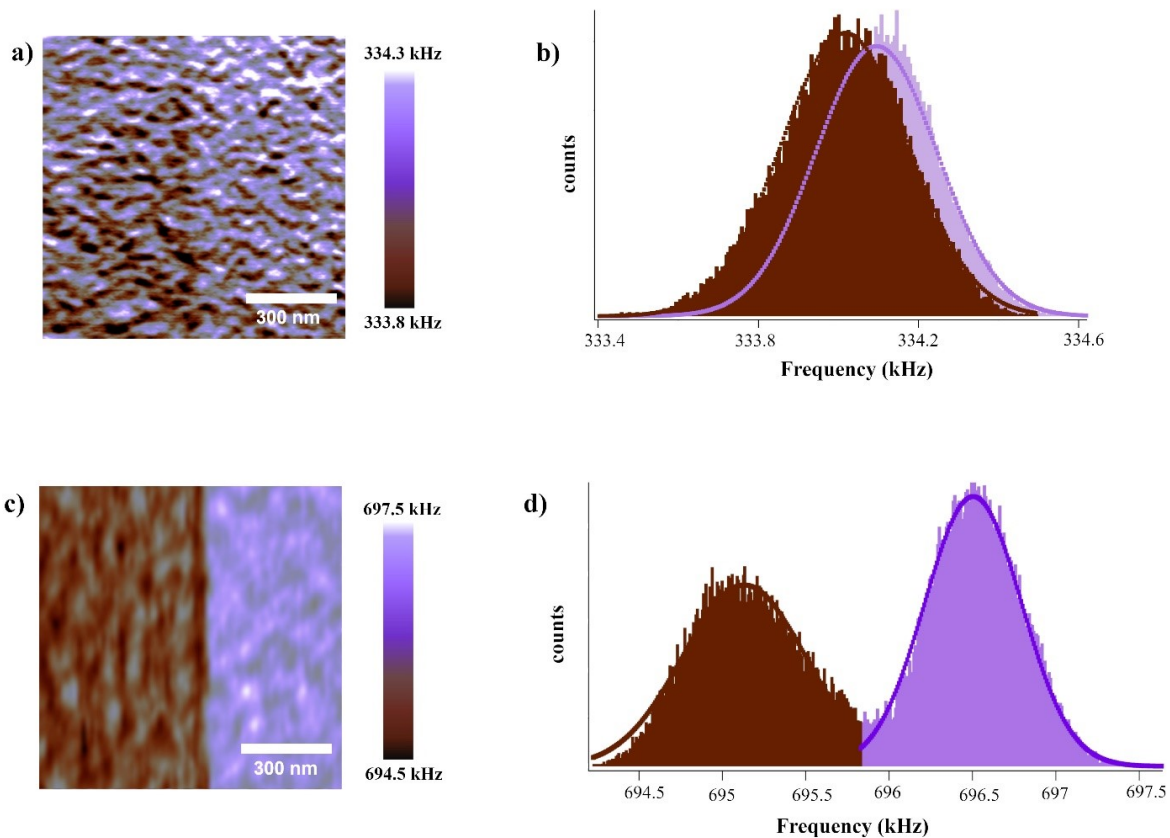 a)
334.3 kHz
333.8 kHz
300 nm
b)
counts
333.4
333.8
334.2
334.6
Frequency (kHz)
c)
697.5 kHz
694.5 kHz
300 nm
d)
counts
694.5
695
695.5
696
696.5
697
697.5
Frequency (kHz)